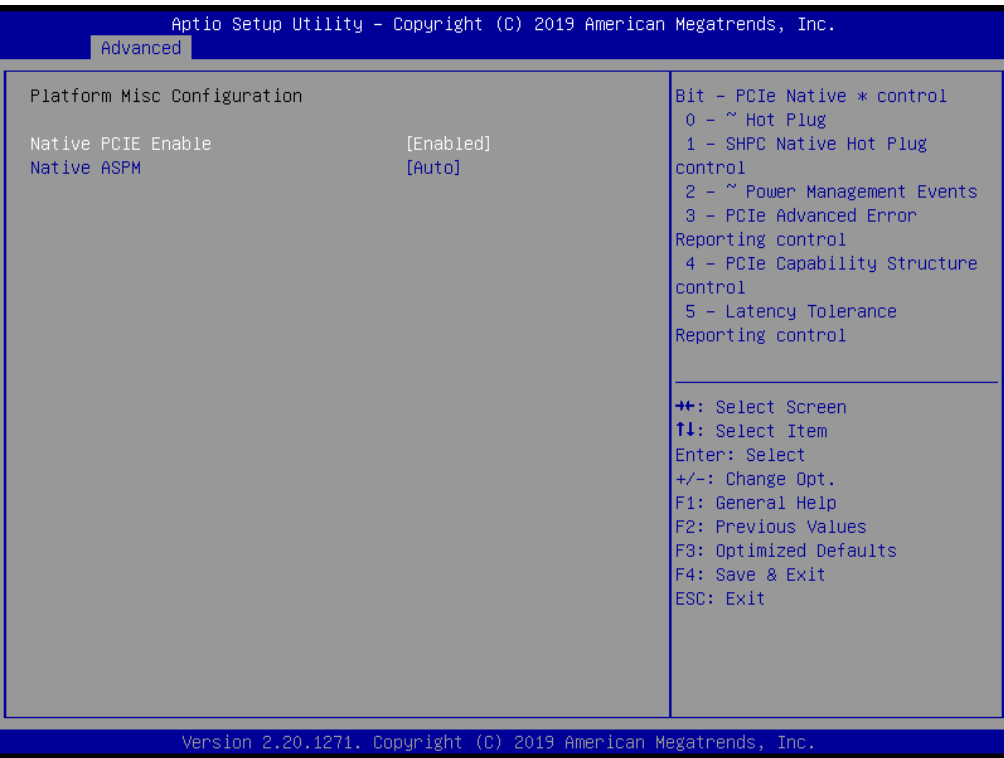 Aptio Setup Utility – Copyright (C) 2019 American Megatrends, Inc.
Advanced
Platform Misc Configuration
Native PCIE Enable [Enabled]
Native ASPM [Auto]
Bit – PCIe Native * control
0 – ~ Hot Plug
1 – SHPC Native Hot Plug
control
2 – ~ Power Management Events
3 – PCIe Advanced Error
Reporting control
4 – PCIe Capability Structure
control
5 – Latency Tolerance
Reporting control
→←: Select Screen
↑↓: Select Item
Enter: Select
+/-: Change Opt.
F1: General Help
F2: Previous Values
F3: Optimized Defaults
F4: Save & Exit
ESC: Exit
Version 2.20.1271. Copyright (C) 2019 American Megatrends, Inc.